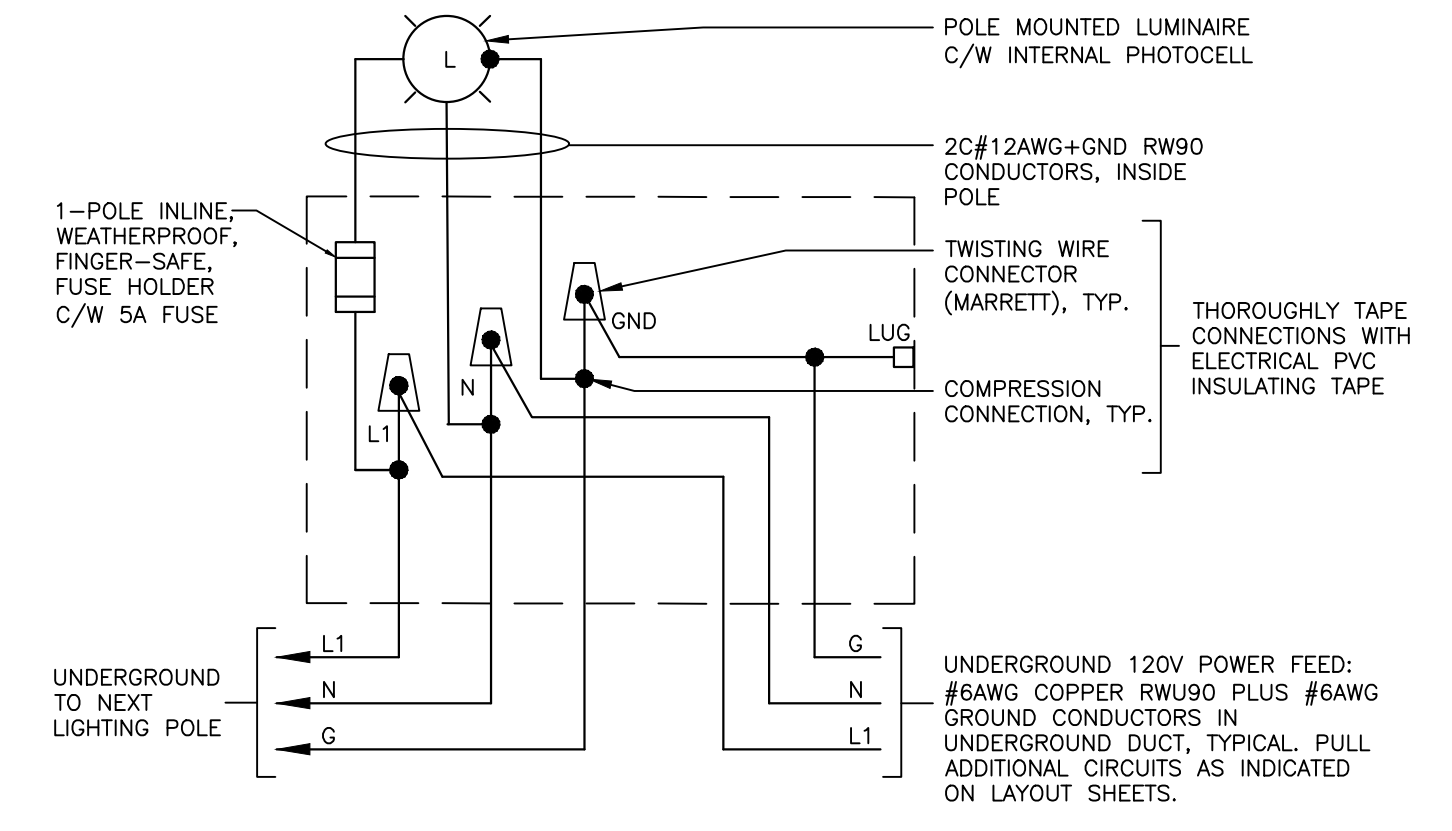 POLE MOUNTED LUMINAIRE
C/W INTERNAL PHOTOCELL
L
2C#12AWG+GND RW90
CONDUCTORS, INSIDE
POLE
1-POLE INLINE,
WEATHERPROOF,
FINGER-SAFE,
FUSE HOLDER
C/W 5A FUSE
TWISTING WIRE
CONNECTOR
(MARRETT), TYP.
THOROUGHLY TAPE
CONNECTIONS WITH
ELECTRICAL PVC
INSULATING TAPE
GND
LUG
N
L1
COMPRESSION
CONNECTION, TYP.
UNDERGROUND
TO NEXT
LIGHTING POLE
L1
N
G
G
N
L1
UNDERGROUND 120V POWER FEED:
#6AWG COPPER RWU90 PLUS #6AWG
GROUND CONDUCTORS IN
UNDERGROUND DUCT, TYPICAL. PULL
ADDITIONAL CIRCUITS AS INDICATED
ON LAYOUT SHEETS.